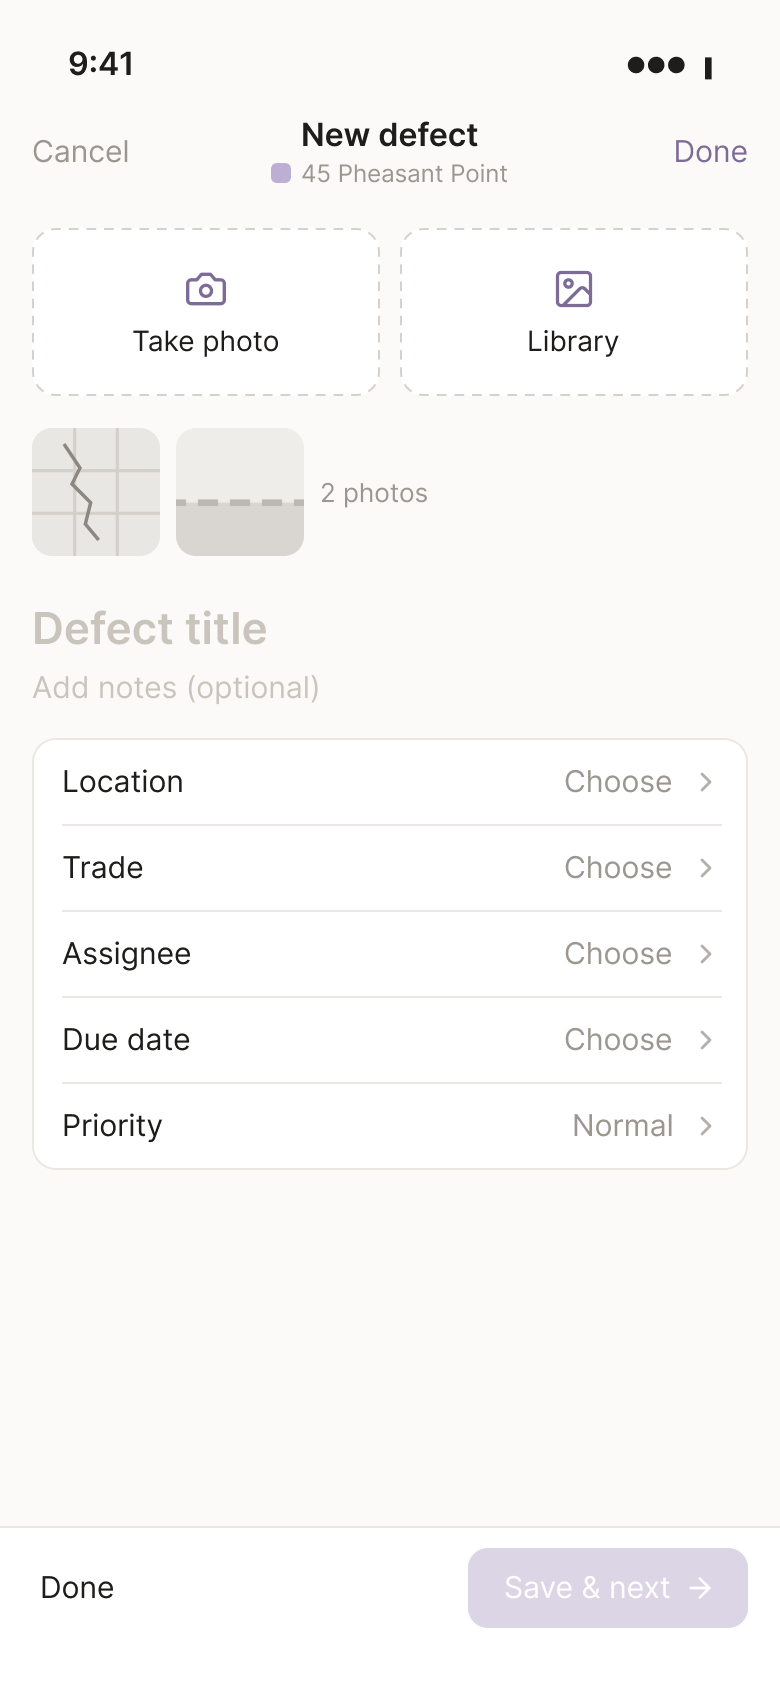 9:41
Cancel
New defect
Done
45 Pheasant Point
Take photo
Library
2 photos
Defect title
Add notes (optional)
Location Choose
Trade Choose
Assignee Choose
Due date Choose
Priority Normal
Done
Save & next →